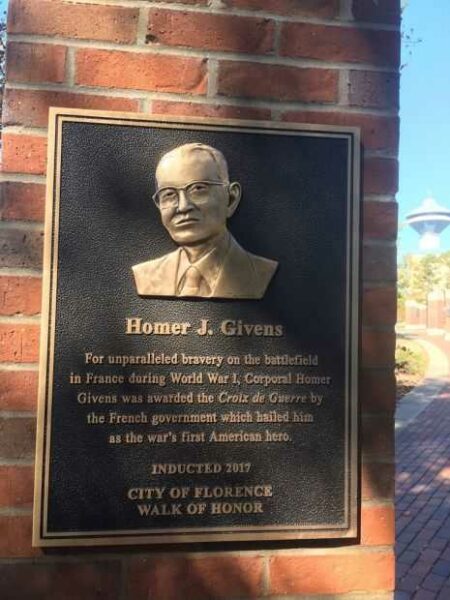 Homer J. Givens
For unparalleled bravery on the battlefield
in France during World War I, Corporal Homer
Givens was awarded the Croix de Guerre by
the French government which hailed him
as the war's first American hero.
INDUCTED 2017
CITY OF FLORENCE
WALK OF HONOR